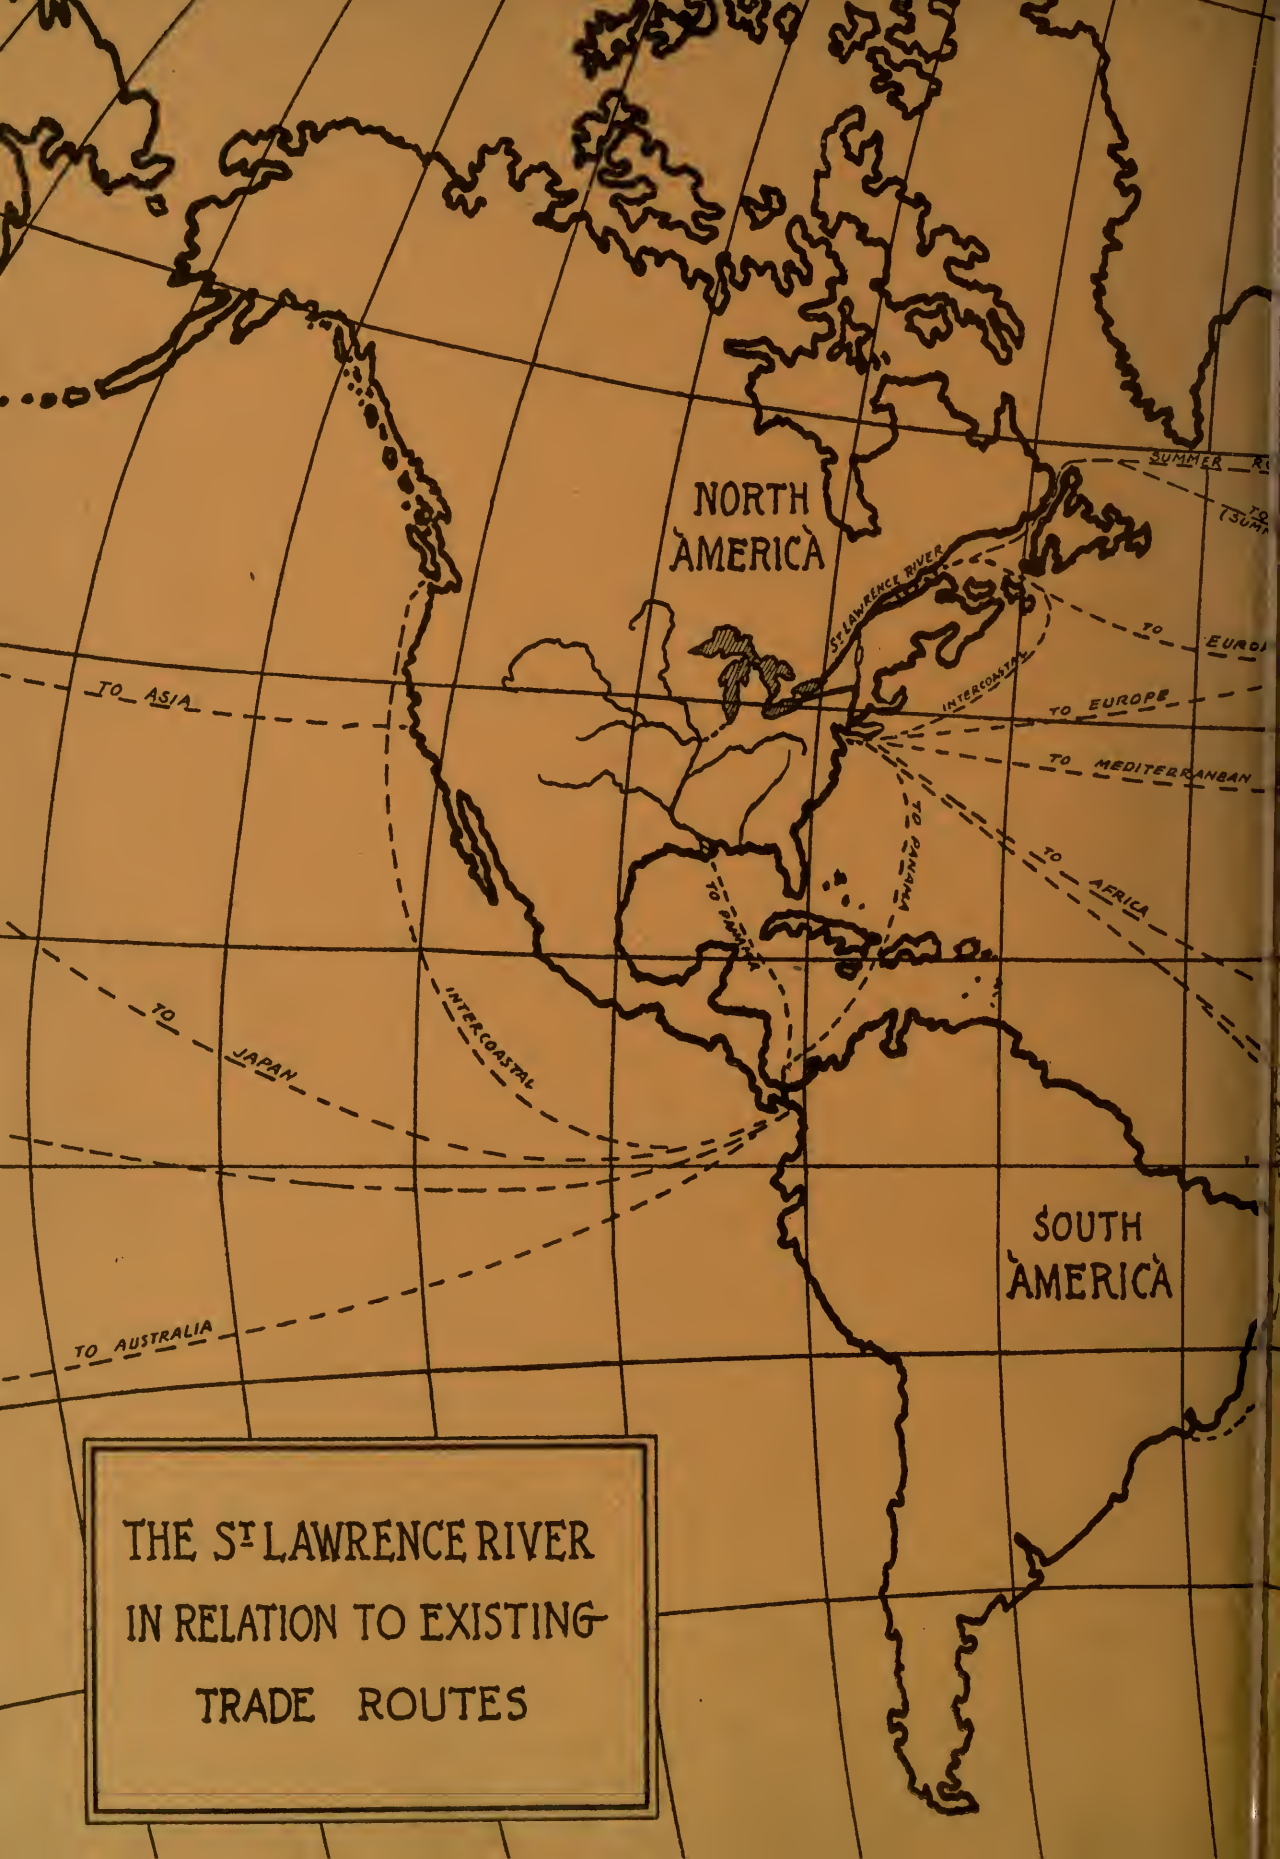 SUMMER
TO
NORTH
AMERICA
ST. LAWRENCE RIVER
TO
INTERCOASTAL
TO EUROPE
TO ASIA
TO MEDITERRANEAN
TO PANAMA
TO AFRICA
TO PANAMA
INTERCOASTAL
TO JAPAN
SOUTH
AMERICA
TO AUSTRALIA
THE ST LAWRENCE RIVER
IN RELATION TO EXISTING
TRADE ROUTES